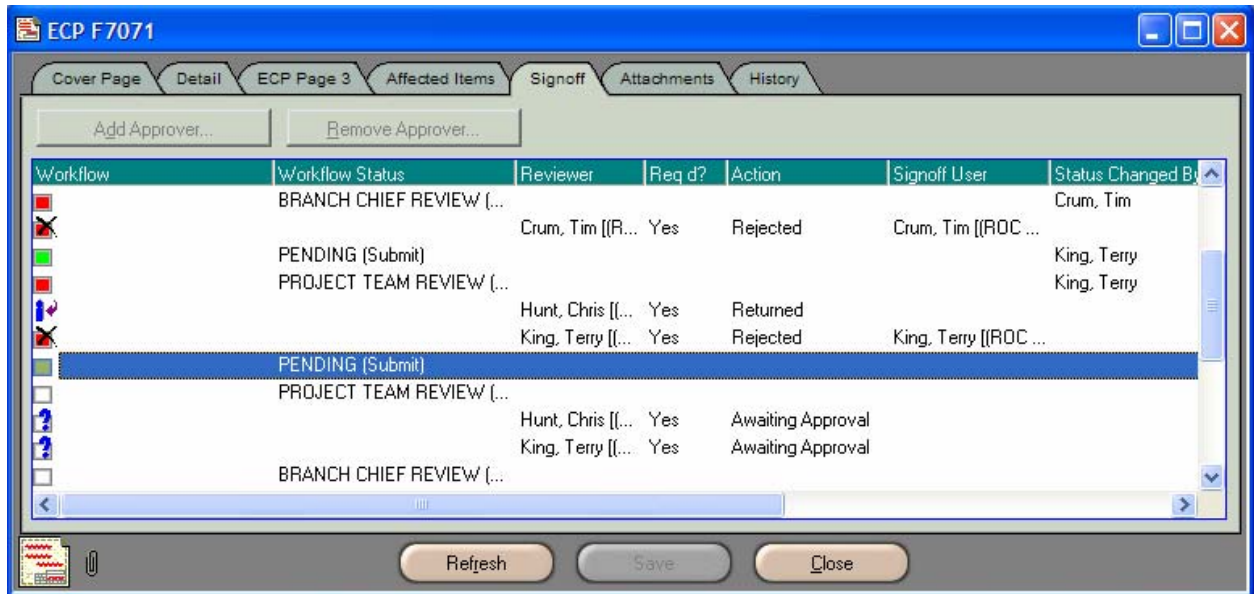 ECP F7071
Cover Page Detail ECP Page 3 Affected Items Signoff Attachments History
Add Approver... Remove Approver...
Workflow Workflow Status Reviewer Req d? Action Signoff User Status Changed By
BRANCH CHIEF REVIEW (... Crum, Tim
Crum, Tim [(R... Yes Rejected Crum, Tim [(ROC ...
PENDING (Submit) King, Terry
PROJECT TEAM REVIEW (... King, Terry
Hunt, Chris [(... Yes Returned
King, Terry [(... Yes Rejected King, Terry [(ROC ...
PENDING (Submit)
PROJECT TEAM REVIEW (...
Hunt, Chris [(... Yes Awaiting Approval
King, Terry [(... Yes Awaiting Approval
BRANCH CHIEF REVIEW (...
Refresh Save Close